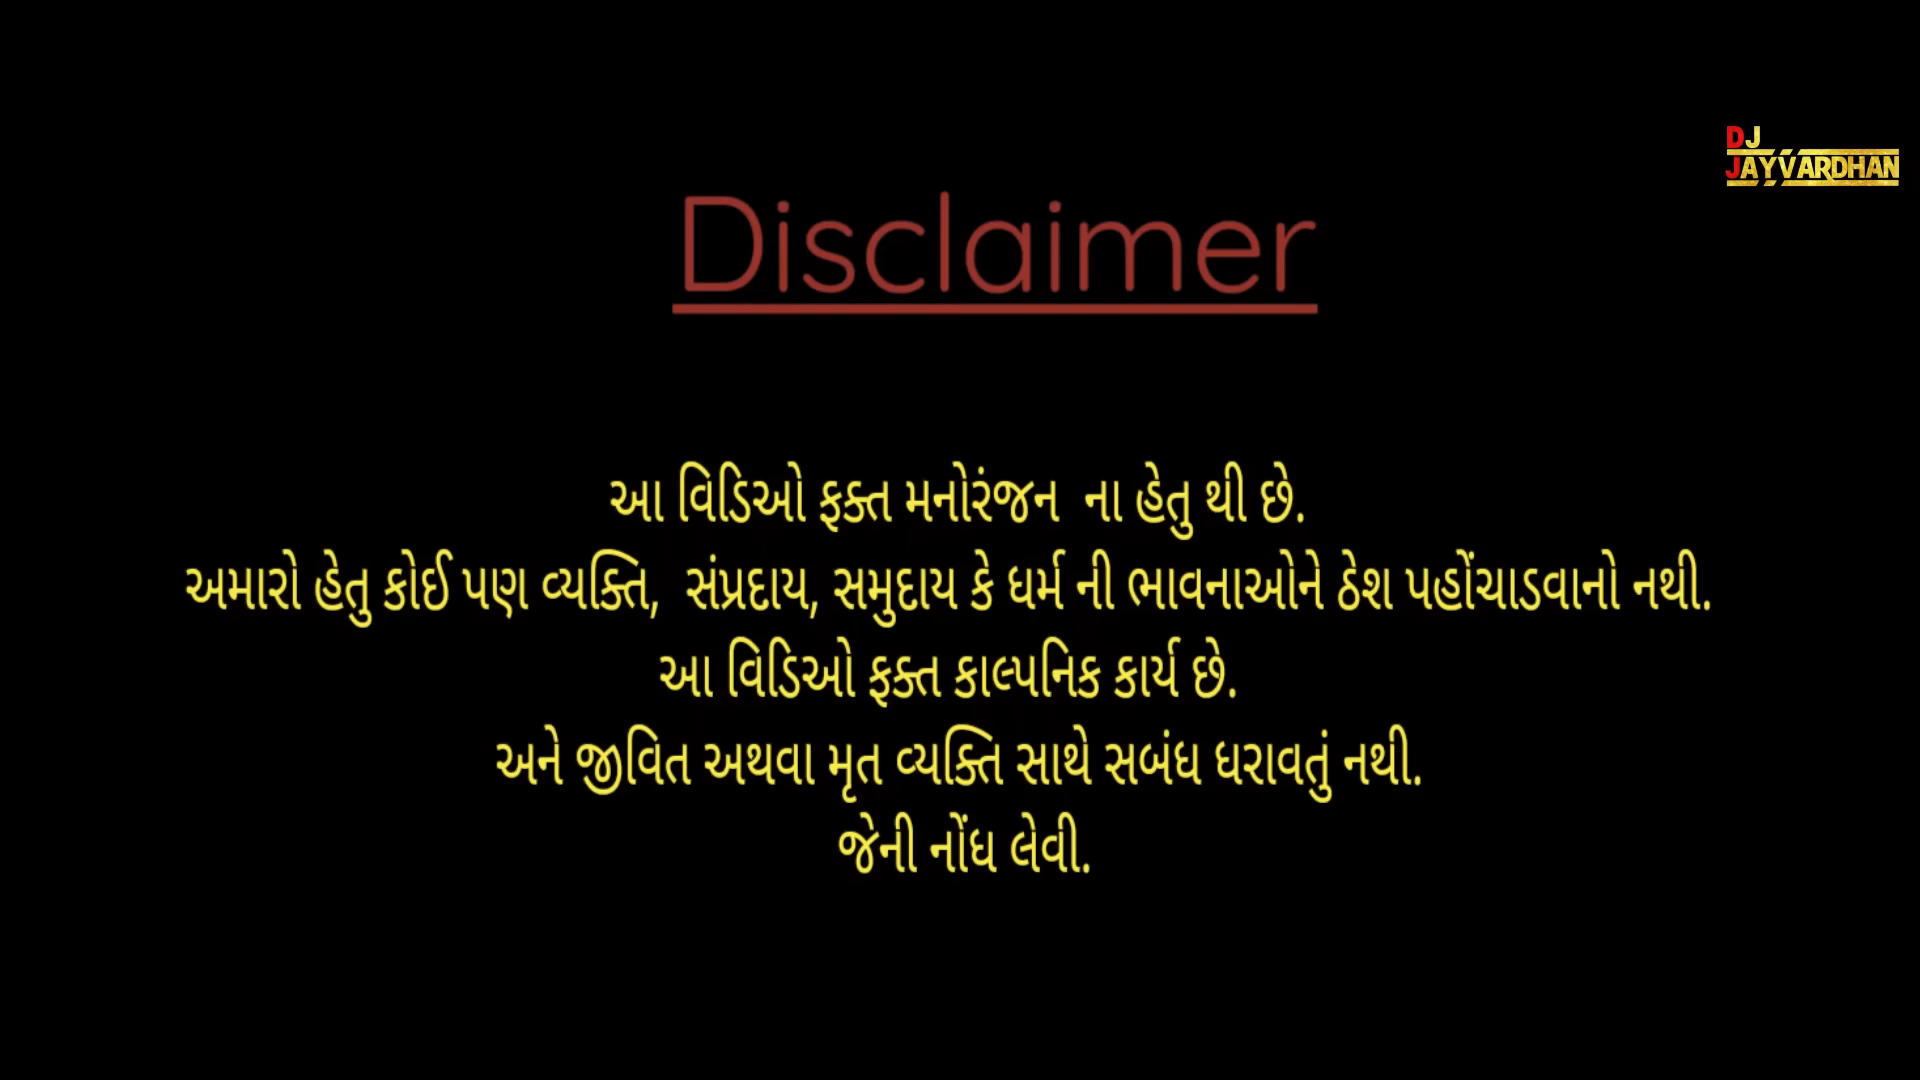 DJ
JAYVARDHAN
Disclaimer
આ વિડિઓ ફક્ત મનોરંજન ના હેતુ થી છે.
અમારો હેતુ કોઈ પણ વ્યક્તિ, સંપ્રદાય, સમુદાય કે ધર્મ ની ભાવનાઓને ઠેશ પહોંચાડવાનો નથી.
આ વિડિઓ ફક્ત કાલ્પનિક કાર્ય છે.
અને જીવિત અથવા મૃત વ્યક્તિ સાથે સબંધ ધરાવતું નથી.
જેની નોંધ લેવી.